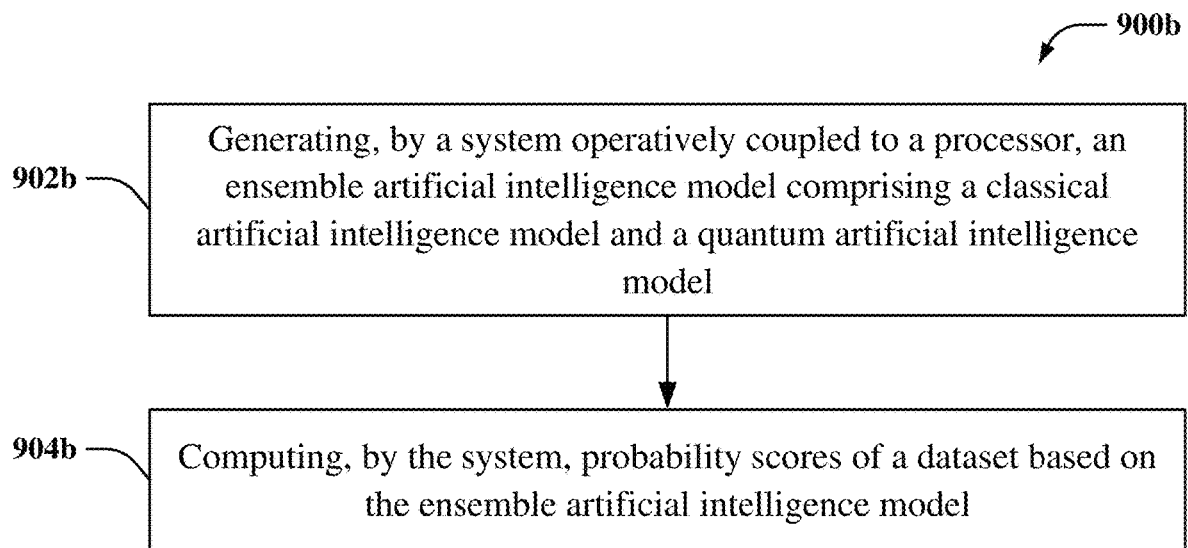 900b
902b
Generating, by a system operatively coupled to a processor, an
ensemble artificial intelligence model comprising a classical
artificial intelligence model and a quantum artificial intelligence
model
904b
Computing, by the system, probability scores of a dataset based on
the ensemble artificial intelligence model